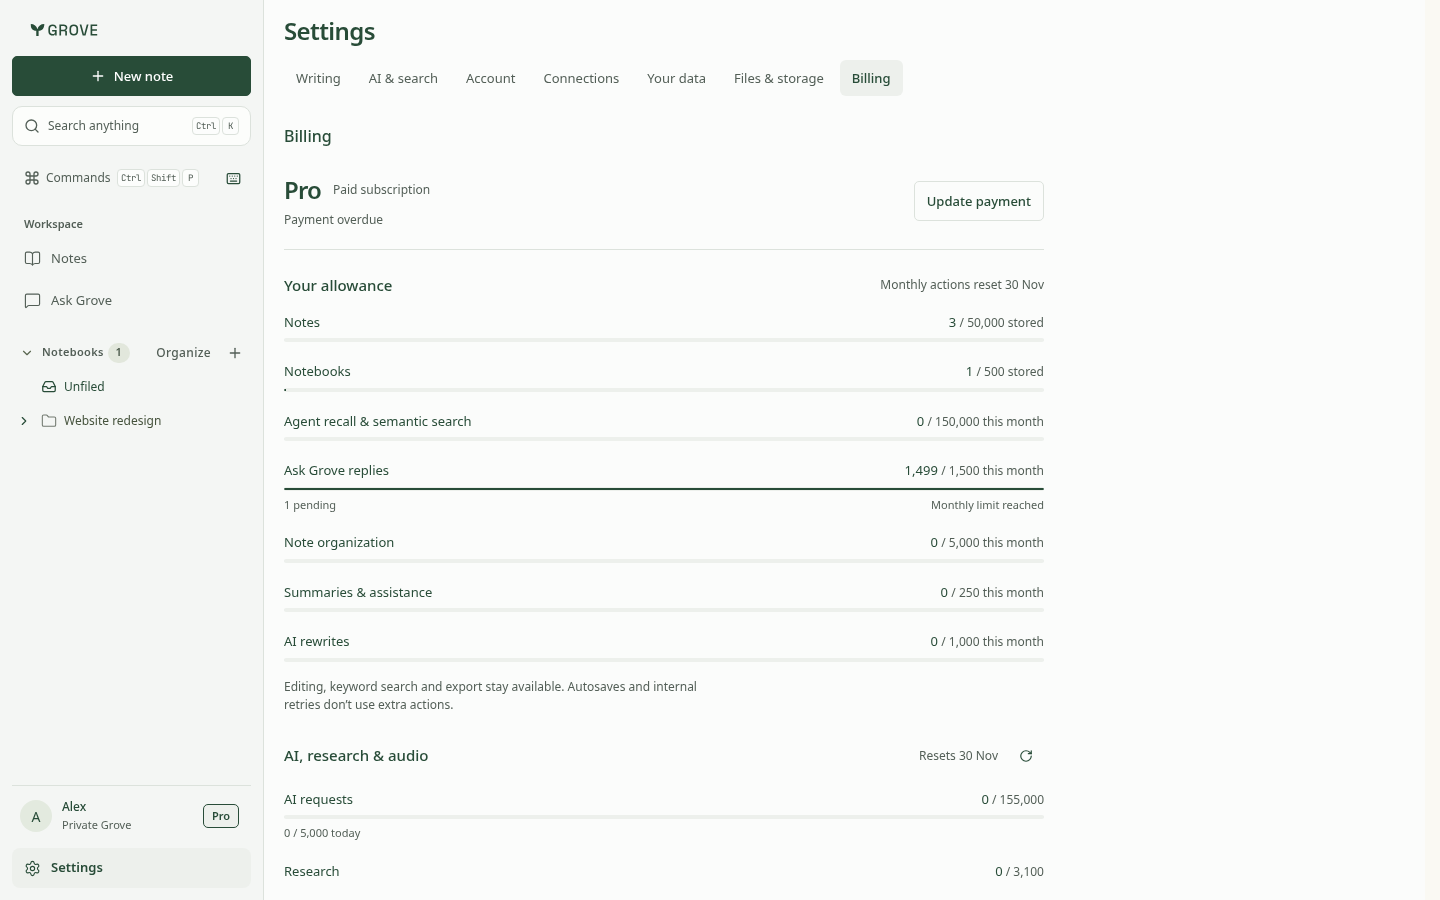 GROVE
New note
Search anything Ctrl K
Commands Ctrl Shift P
Workspace
Notes
Ask Grove
Notebooks 1 Organize
Unfiled
Website redesign
A
Alex
Private Grove
Pro
Settings
Settings
Writing AI & search Account Connections Your data Files & storage Billing
Billing
Pro Paid subscription
Payment overdue
Update payment
Your allowance Monthly actions reset 30 Nov
Notes 3 / 50,000 stored
Notebooks 1 / 500 stored
Agent recall & semantic search 0 / 150,000 this month
Ask Grove replies 1,499 / 1,500 this month
1 pending Monthly limit reached
Note organization 0 / 5,000 this month
Summaries & assistance 0 / 250 this month
AI rewrites 0 / 1,000 this month
Editing, keyword search and export stay available. Autosaves and internal
retries don’t use extra actions.
AI, research & audio Resets 30 Nov
AI requests 0 / 155,000
0 / 5,000 today
Research 0 / 3,100